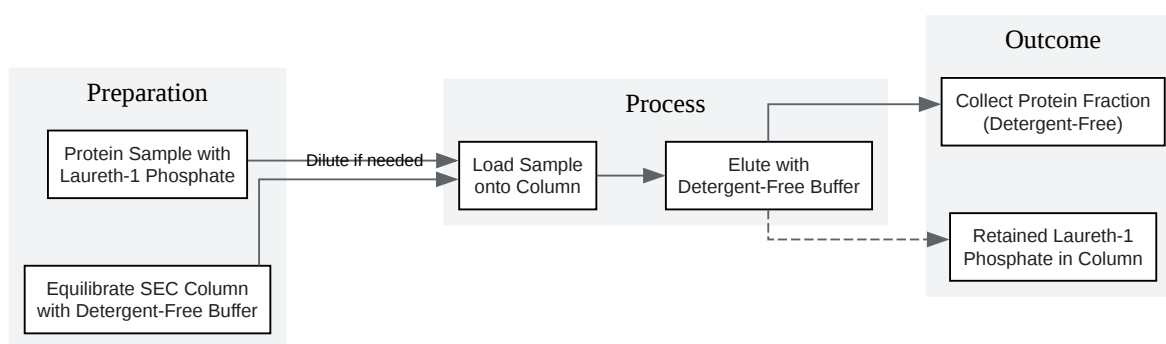 Preparation
Protein Sample with
Laureth-1 Phosphate
Equilibrate SEC Column
with Detergent-Free Buffer
Dilute if needed
Process
Load Sample
onto Column
Elute with
Detergent-Free Buffer
Outcome
Collect Protein Fraction
(Detergent-Free)
Retained Laureth-1
Phosphate in Column